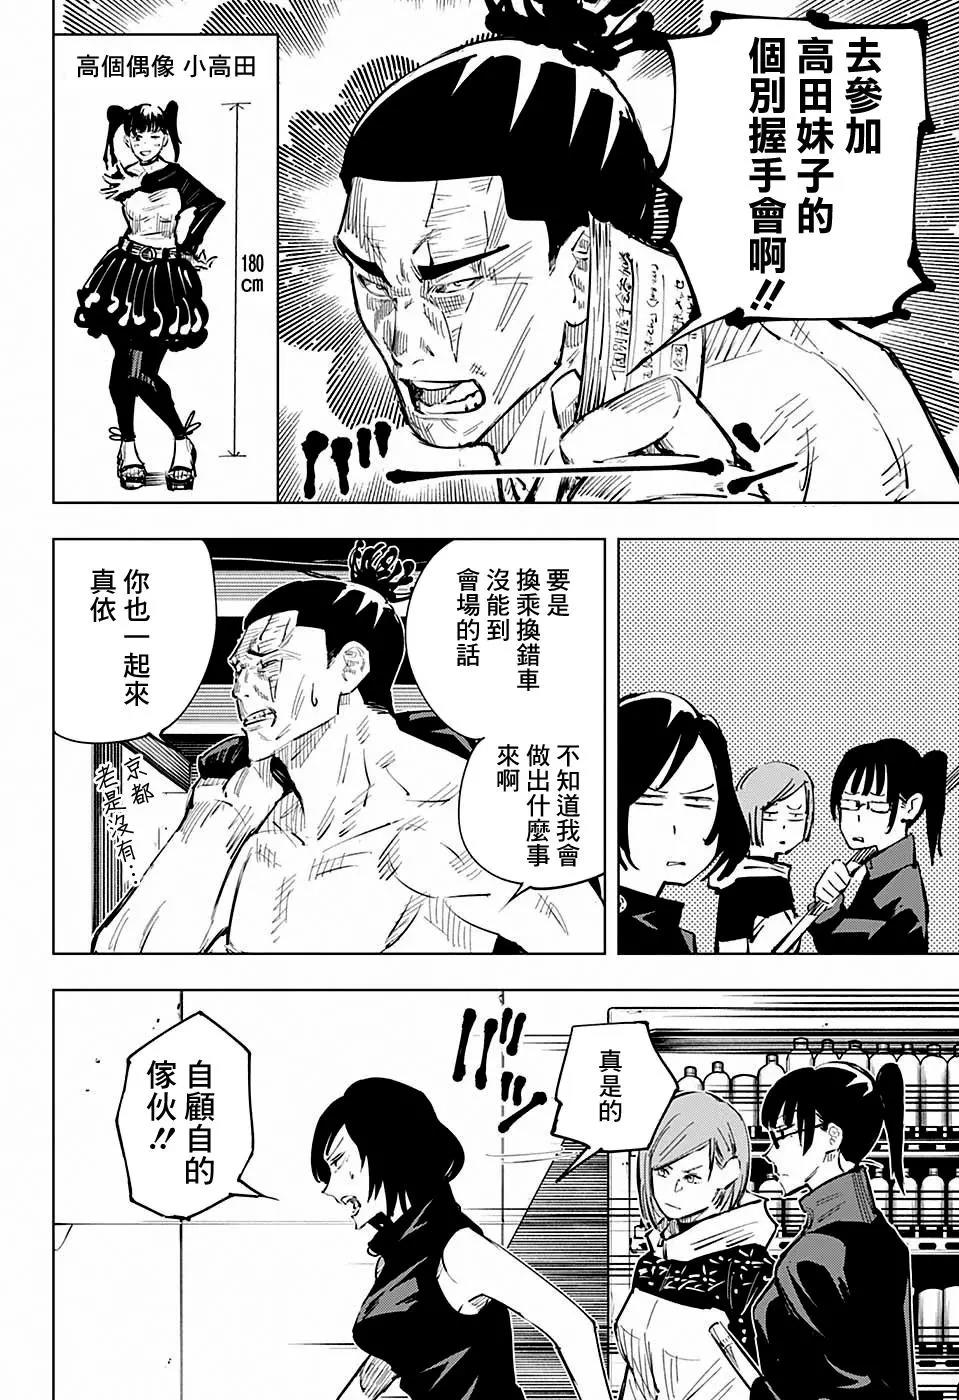 去參加
高田妹子的
個別握手會啊!!
高個偶像 小高田
180
cm
要是
換乘換錯車
沒能到
會場的話
不知道我會
做出什麼事
來啊
你也一起來
真依
京都
老是沒有…
真是的
自顧自的
傢伙!!